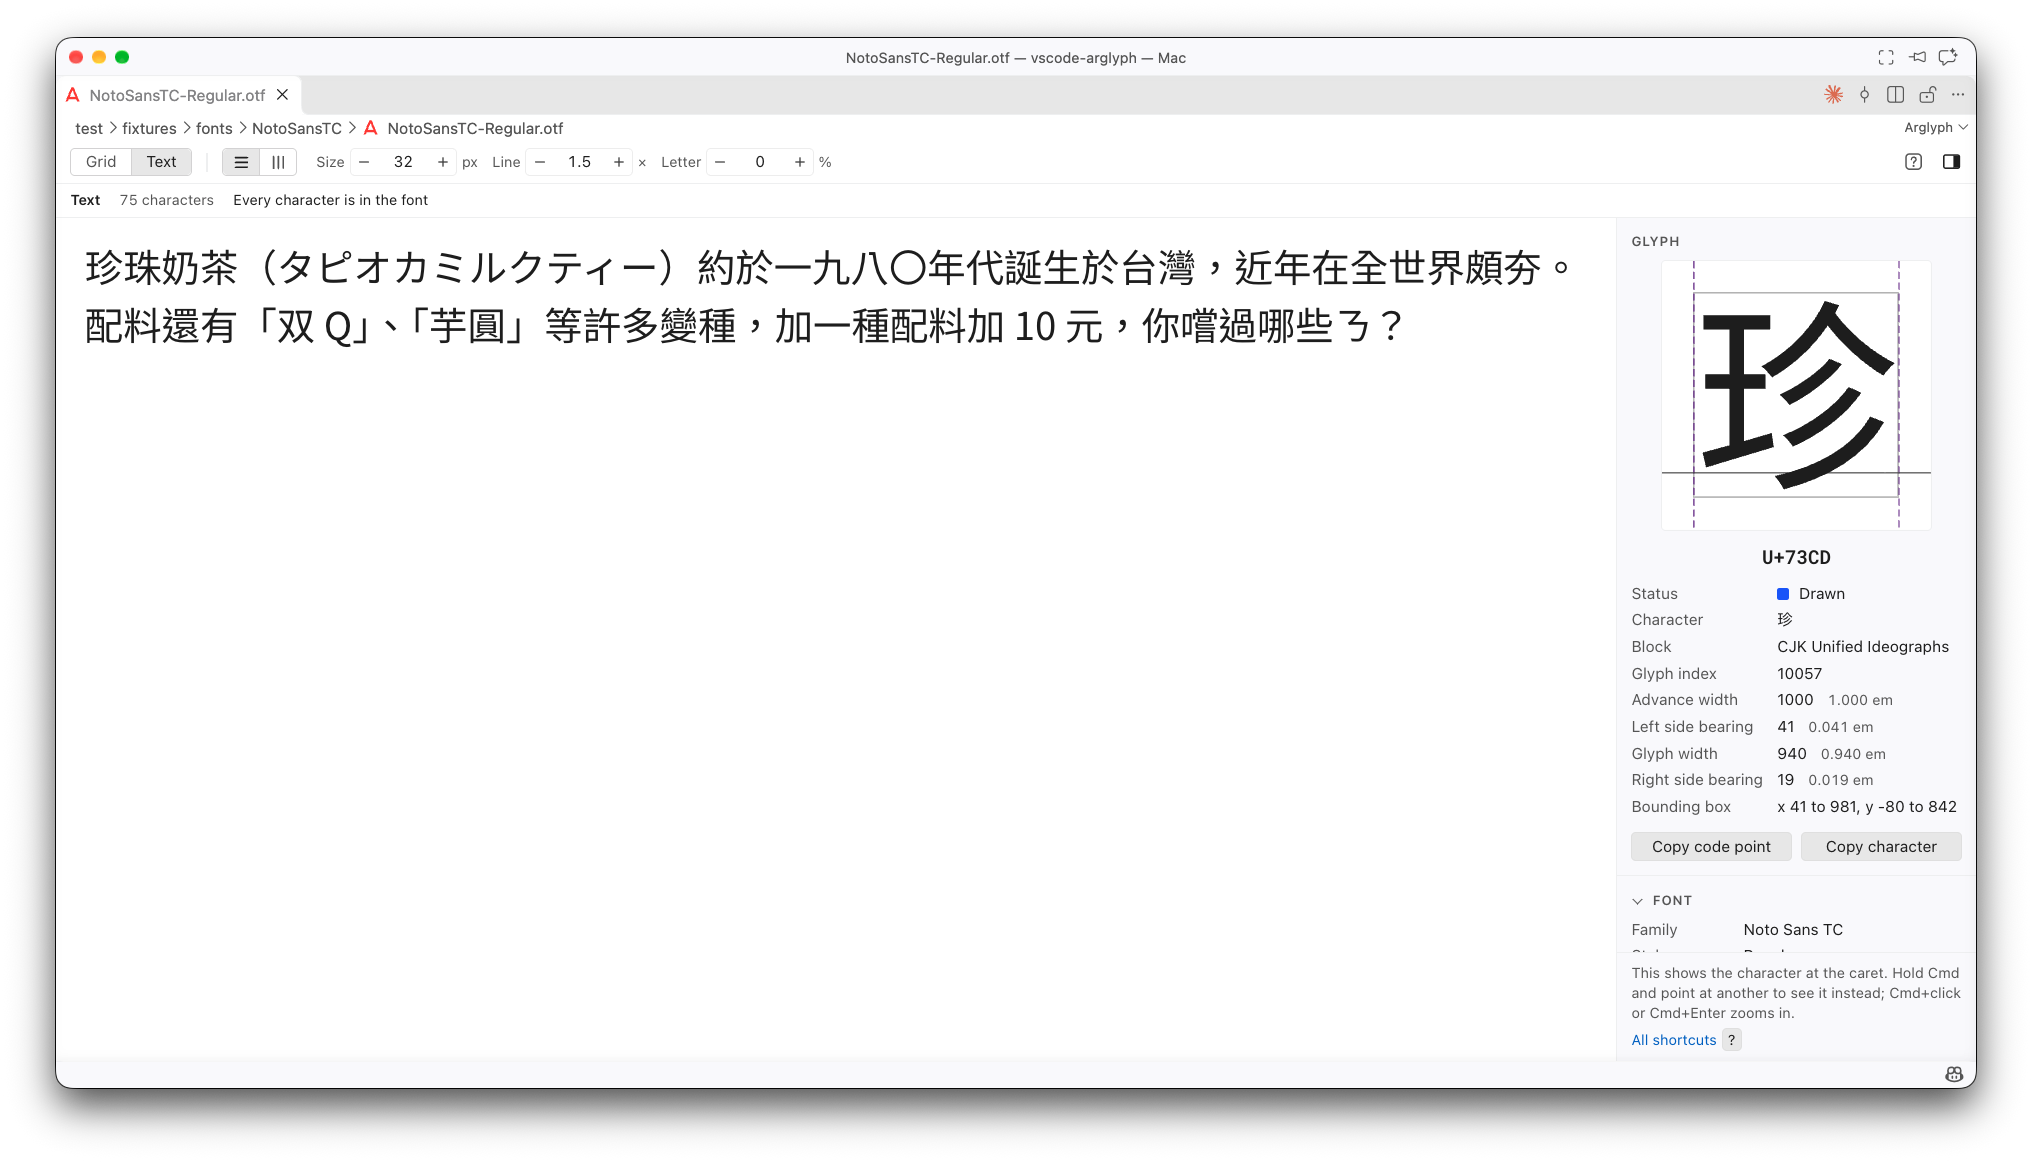 NotoSansTC-Regular.otf — vscode-arglyph — Mac
NotoSansTC-Regular.otf
test > fixtures > fonts > NotoSansTC > NotoSansTC-Regular.otf
Arglyph
Grid Text Size − 32 + px Line − 1.5 + × Letter − 0 + %
Text 75 characters Every character is in the font
珍珠奶茶（タピオカミルクティー）約於一九八〇年代誕生於台灣，近年在全世界頗夯。
配料還有「双 Q」、「芋圓」等許多變種，加一種配料加 10 元，你嚐過哪些ㄋ？
GLYPH
珍
U+73CD
Status Drawn
Character 珍
Block CJK Unified Ideographs
Glyph index 10057
Advance width 1000 1.000 em
Left side bearing 41 0.041 em
Glyph width 940 0.940 em
Right side bearing 19 0.019 em
Bounding box x 41 to 981, y -80 to 842
Copy code point Copy character
FONT
Family Noto Sans TC
This shows the character at the caret. Hold Cmd
and point at another to see it instead; Cmd+click
or Cmd+Enter zooms in.
All shortcuts ?